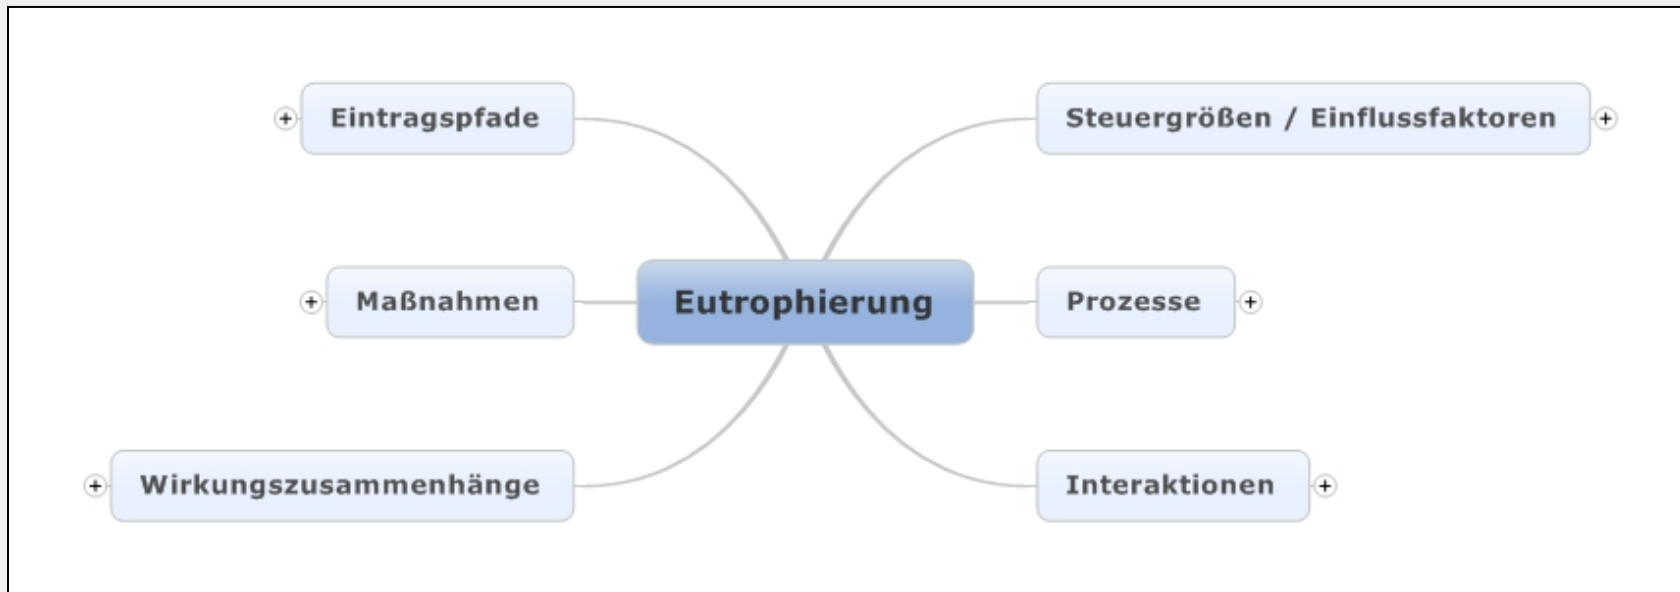 Eintragspfade
Steuergrößen / Einflussfaktoren
Maßnahmen
Eutrophierung
Prozesse
Wirkungszusammenhänge
Interaktionen